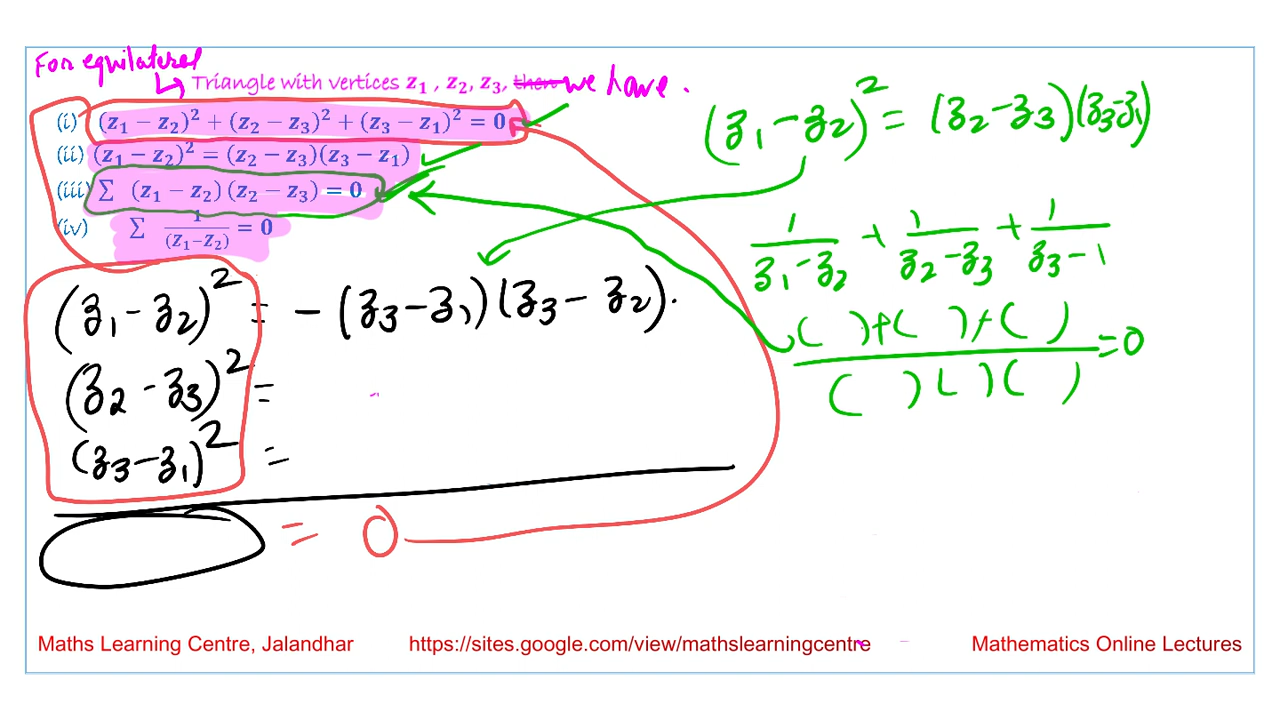 For equilateral
Triangle with vertices z₁ , z₂, z₃, then we have.
(i) (z₁ − z₂)² + (z₂ − z₃)² + (z₃ − z₁)² = 0
(ii) (z₁ − z₂)² = (z₂ − z₃)(z₃ − z₁)
(iii) ∑ (z₁ − z₂) (z₂ − z₃) = 0
(iv) ∑ 1/(Z₁−Z₂) = 0
(z₁ − z₂)² = (z₂ − z₃)(z₃−z₁)
1/(z₁ − z₂) + 1/(z₂ − z₃) + 1/(z₃ − 1)
( ) + ( ) + ( ) / ( ) ( ) ( ) = 0
(z₁ − z₂)² = − (z₃ − z₁)(z₃ − z₂).
(z₂ − z₃)² =
(z₃ − z₁)² =
= 0
Maths Learning Centre, Jalandhar https://sites.google.com/view/mathslearningcentre Mathematics Online Lectures